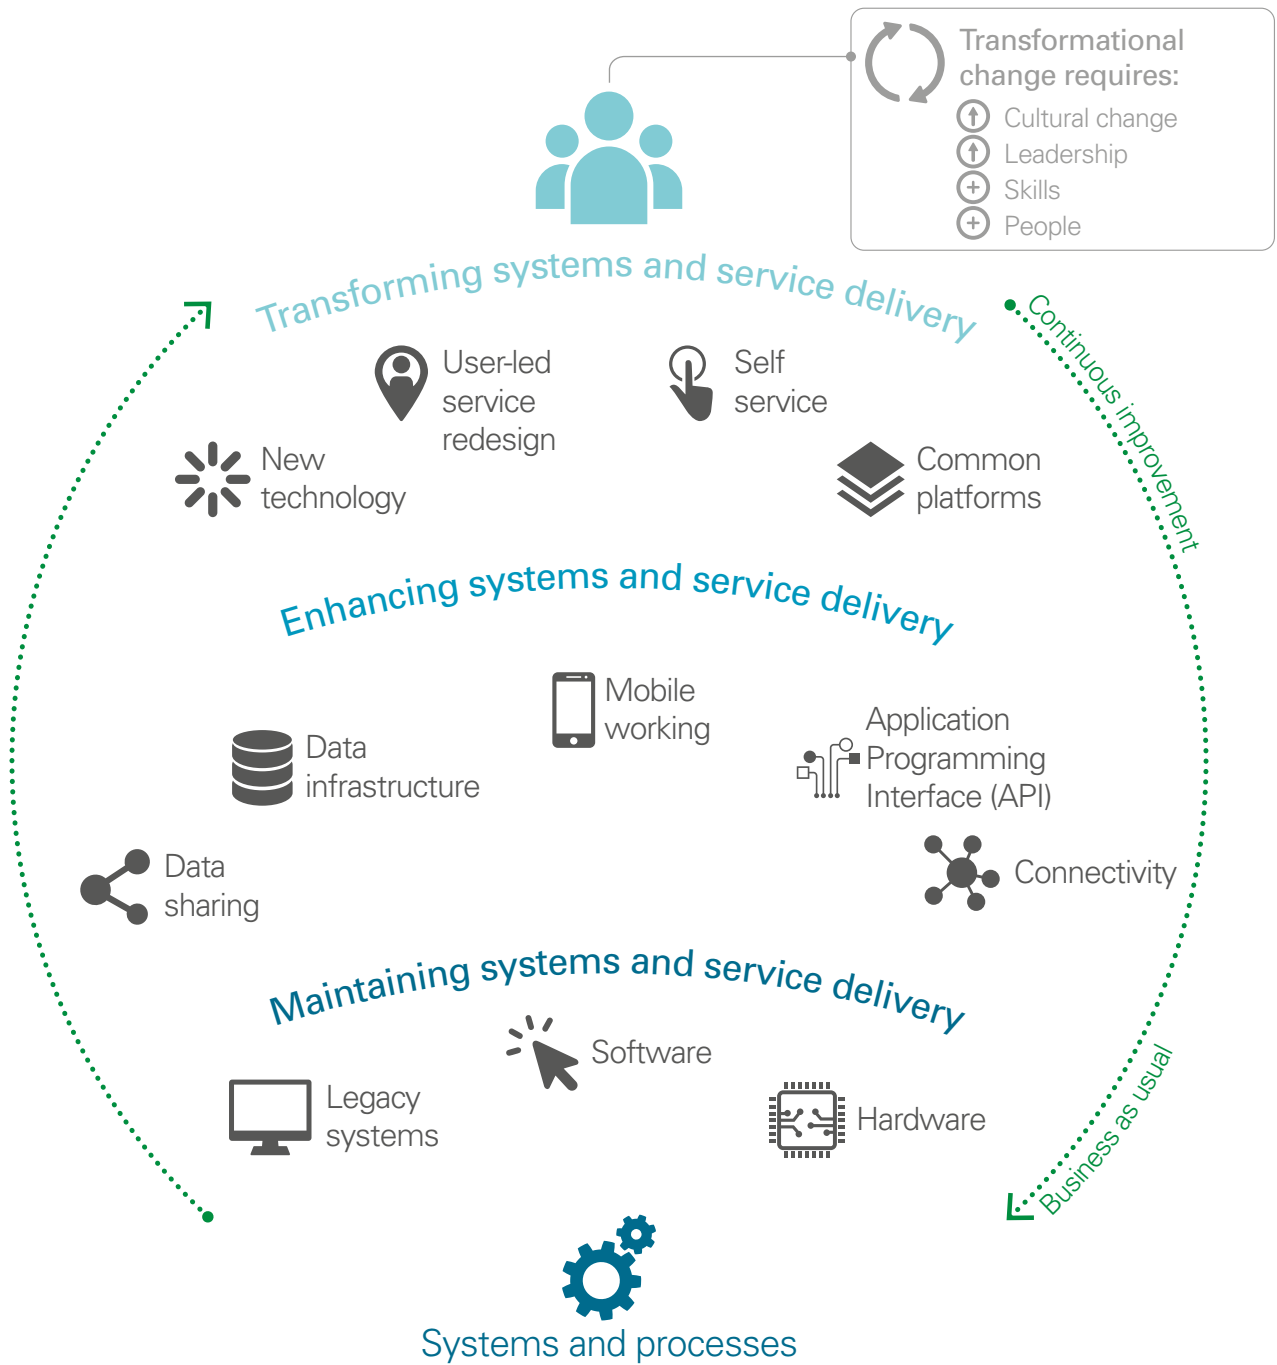 Transformational
change requires:
Cultural change
Leadership
Skills
People
Transforming systems and service delivery
Continuous improvement
User-led
service
redesign
Self
service
New
technology
Common
platforms
Enhancing systems and service delivery
Mobile
working
Data
infrastructure
Application
Programming
Interface (API)
Data
sharing
Connectivity
Maintaining systems and service delivery
Software
Legacy
systems
Hardware
Business as usual
Systems and processes